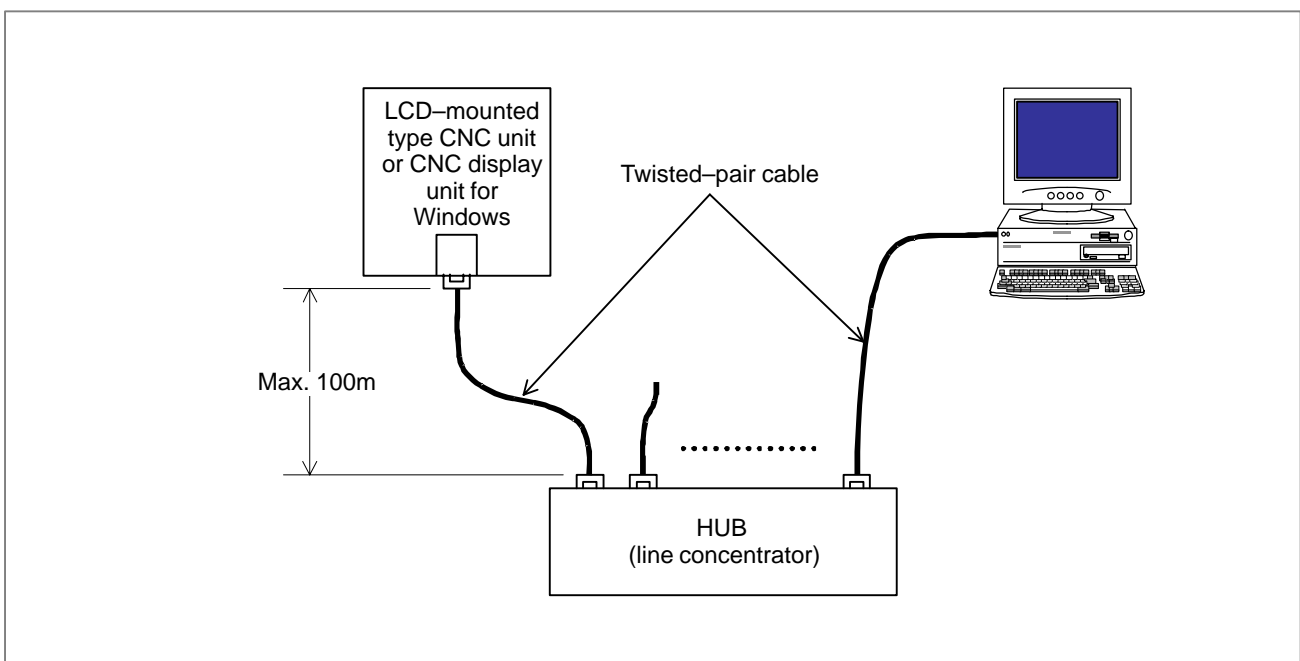 LCD–mounted
type CNC unit
or CNC display
unit for
Windows
Twisted–pair cable
Max. 100m
HUB
(line concentrator)